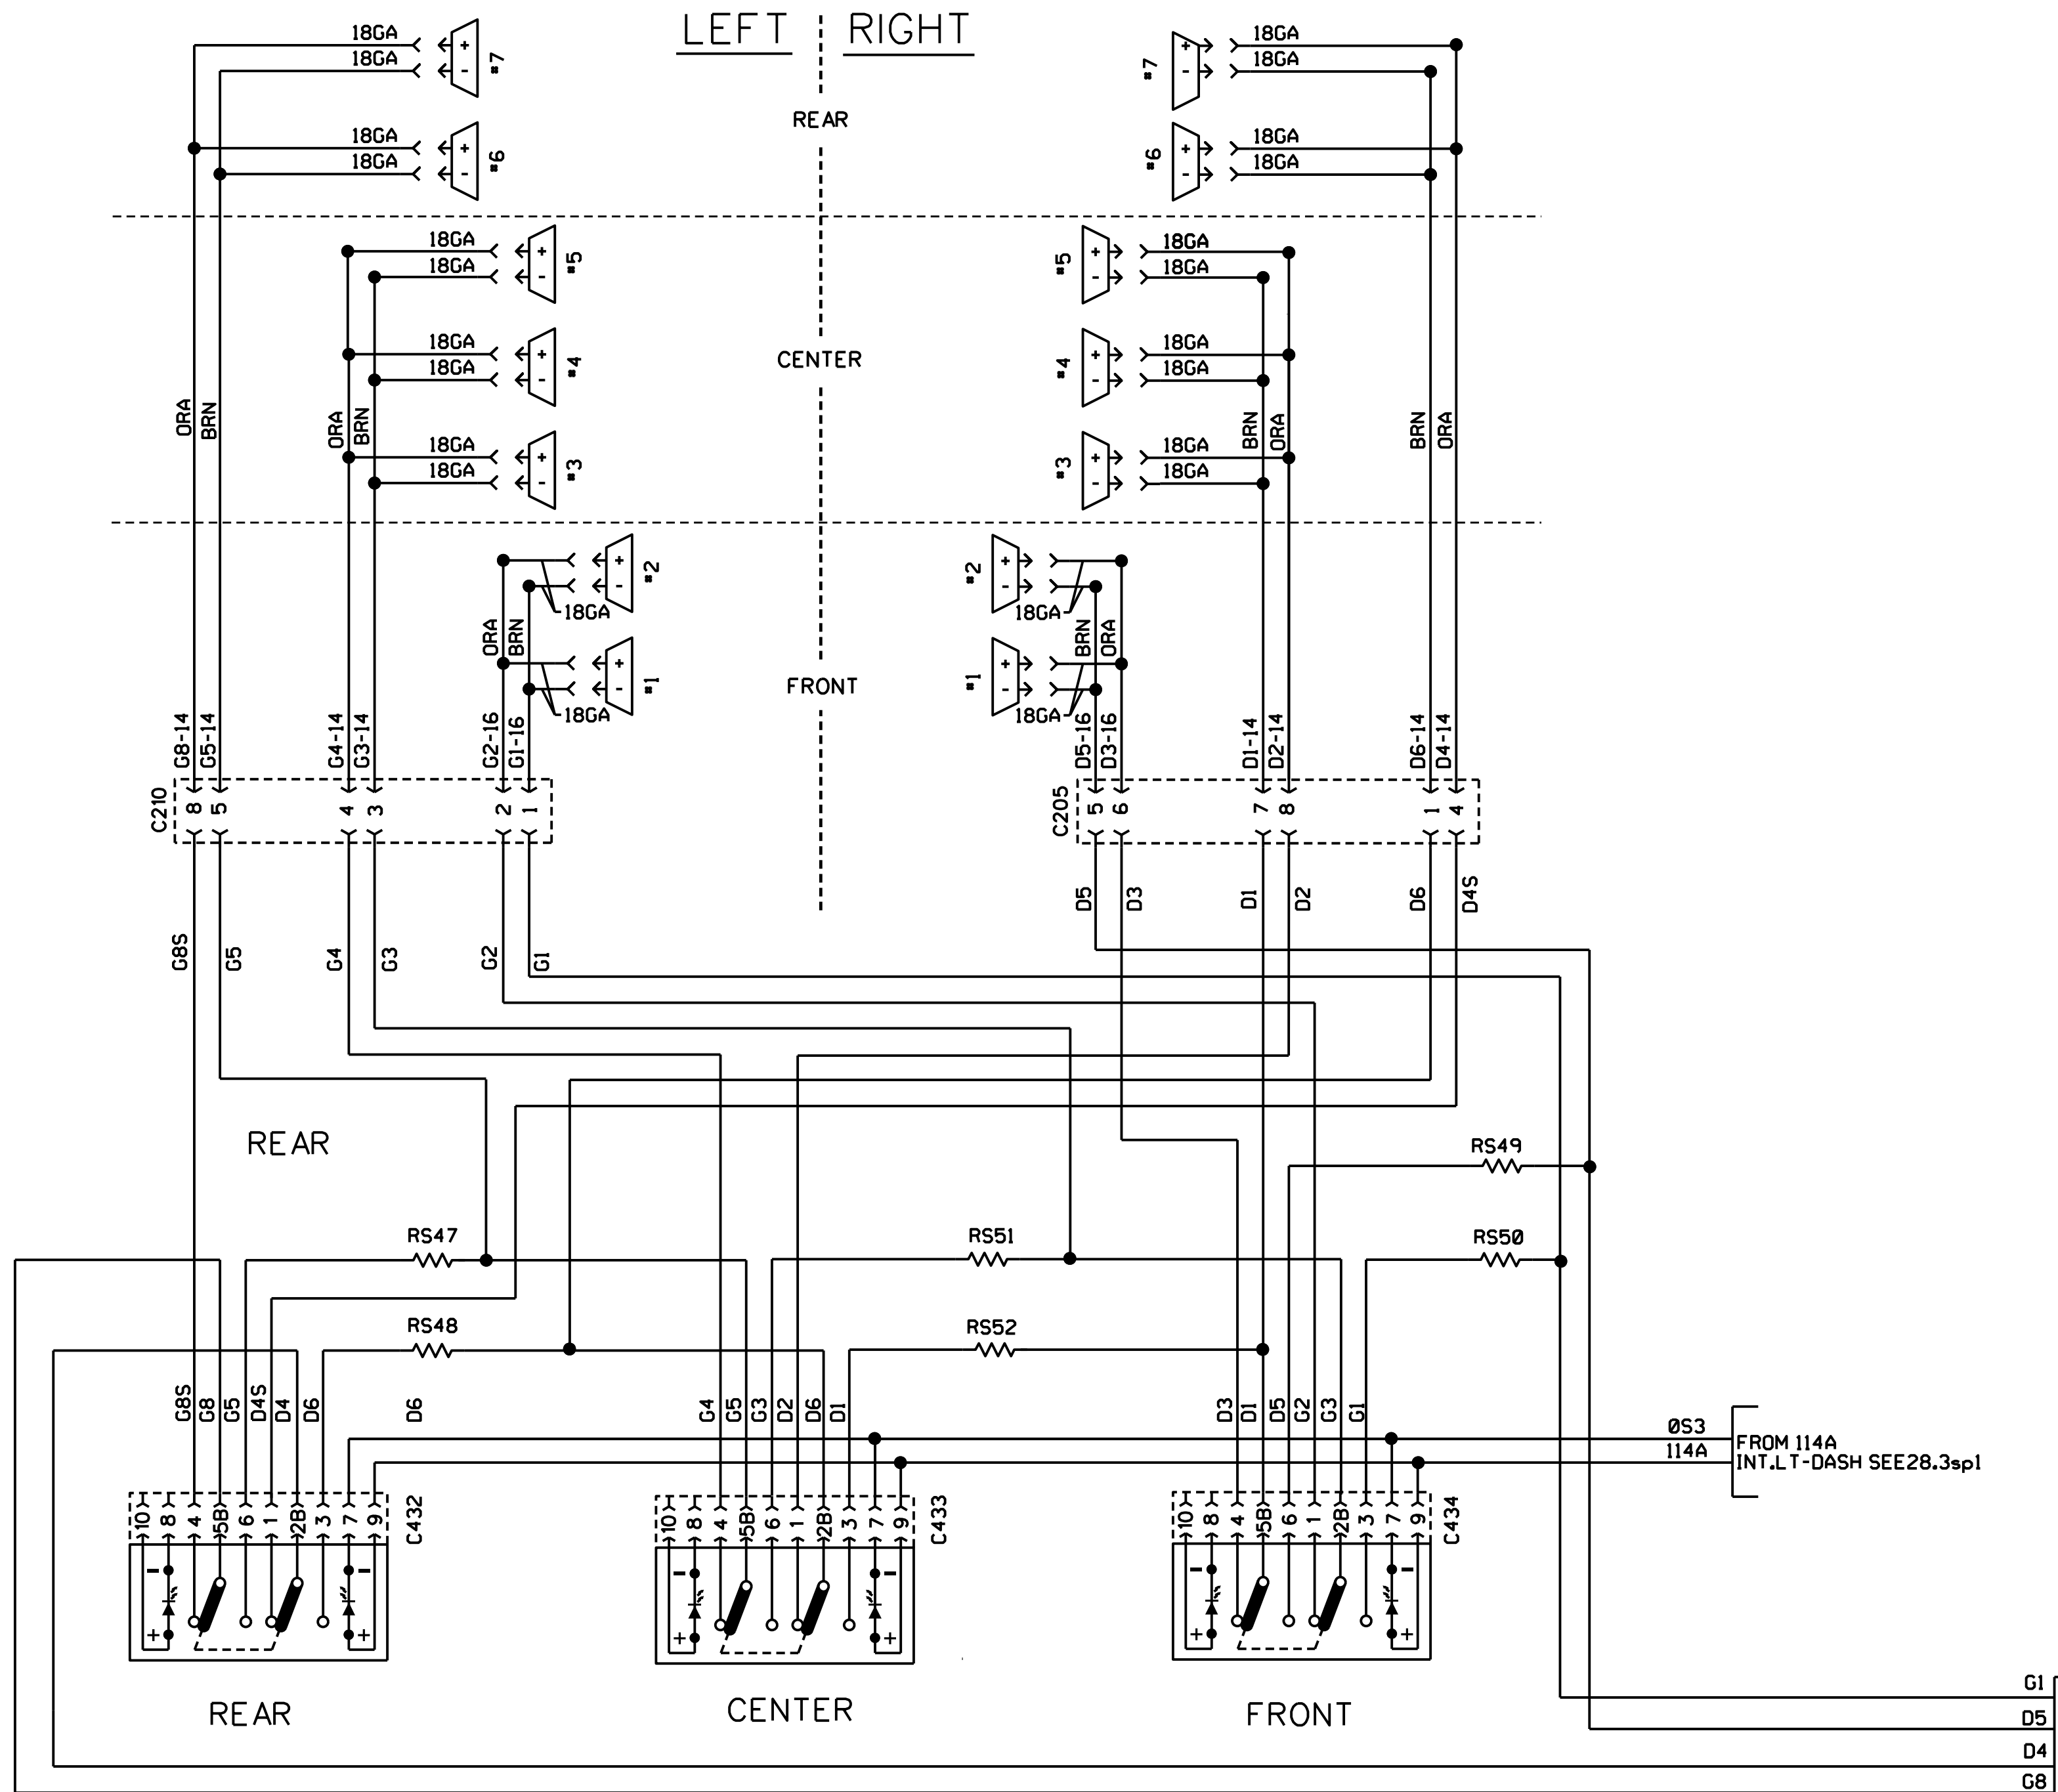 LEFT RIGHT
18GA
18GA
+
-
#7
18GA
18GA
+
-
#7
REAR
18GA
18GA
+
-
#6
18GA
18GA
+
-
#6
18GA
18GA
+
-
#5
18GA
18GA
+
-
#5
CENTER
18GA
18GA
+
-
#4
18GA
18GA
+
-
#4
ORA BRN ORA BRN
BRN ORA BRN ORA
18GA
18GA
+
-
#3
18GA
18GA
+
-
#3
+
-
#2
18GA
+
-
#2
18GA
ORA BRN
BRN ORA
FRONT
+
-
#1
18GA
+
-
#1
18GA
G8-14 G5-14 G4-14 G3-14 G2-16 G1-16
D5-16 D3-16 D1-14 D2-14 D6-14 D4-14
C210 8 5 4 3 2 1
C205 5 6 7 8 1 4
D5 D3 D1 D2 D6 D4S
G8S G5 G4 G3 G2 G1
REAR
RS49
RS47 RS51 RS50
RS48 RS52
G8S G8 G5 D4S D4 D6 D6
G4 G5 G3 D2 D6 D1
D3 D1 D5 G2 G3 G1
0S3
114A
FROM 114A
INT.LT-DASH SEE28.3sp1
10 8 4 5B 6 1 2B 3 7 9 C432
10 8 4 5B 6 1 2B 3 7 9 C433
10 8 4 5B 6 1 2B 3 7 9 C434
- -
+ +
- -
+ +
- -
+ +
REAR CENTER FRONT
G1
D5
D4
G8